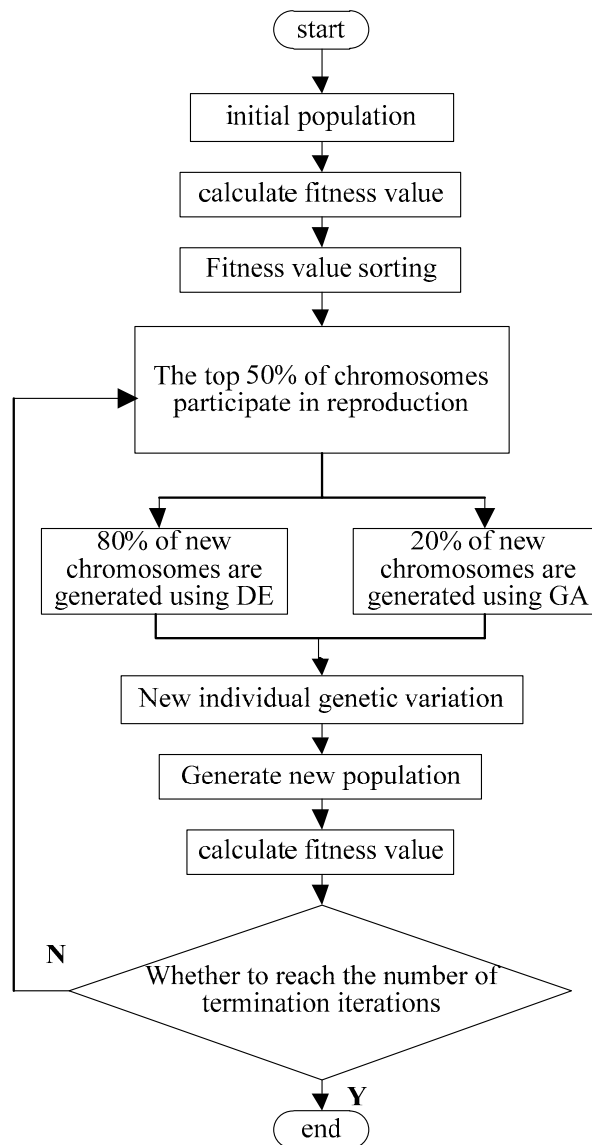 start
initial population
calculate fitness value
Fitness value sorting
The top 50% of chromosomes
participate in reproduction
80% of new
chromosomes are
generated using DE
20% of new
chromosomes are
generated using GA
New individual genetic variation
Generate new population
calculate fitness value
N
Whether to reach the number of
termination iterations
Y
end